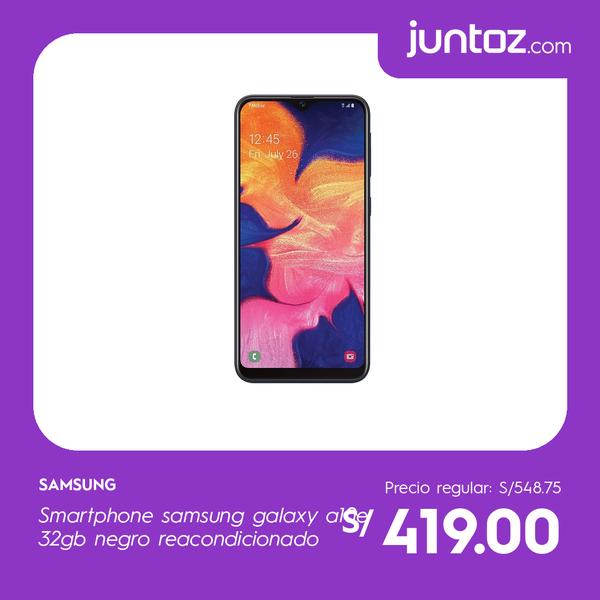 juntoz.com
12:45
Fri, July 26
SAMSUNG
Precio regular: S/548.75
Smartphone samsung galaxy a10e
32gb negro reacondicionado
S/ 419.00